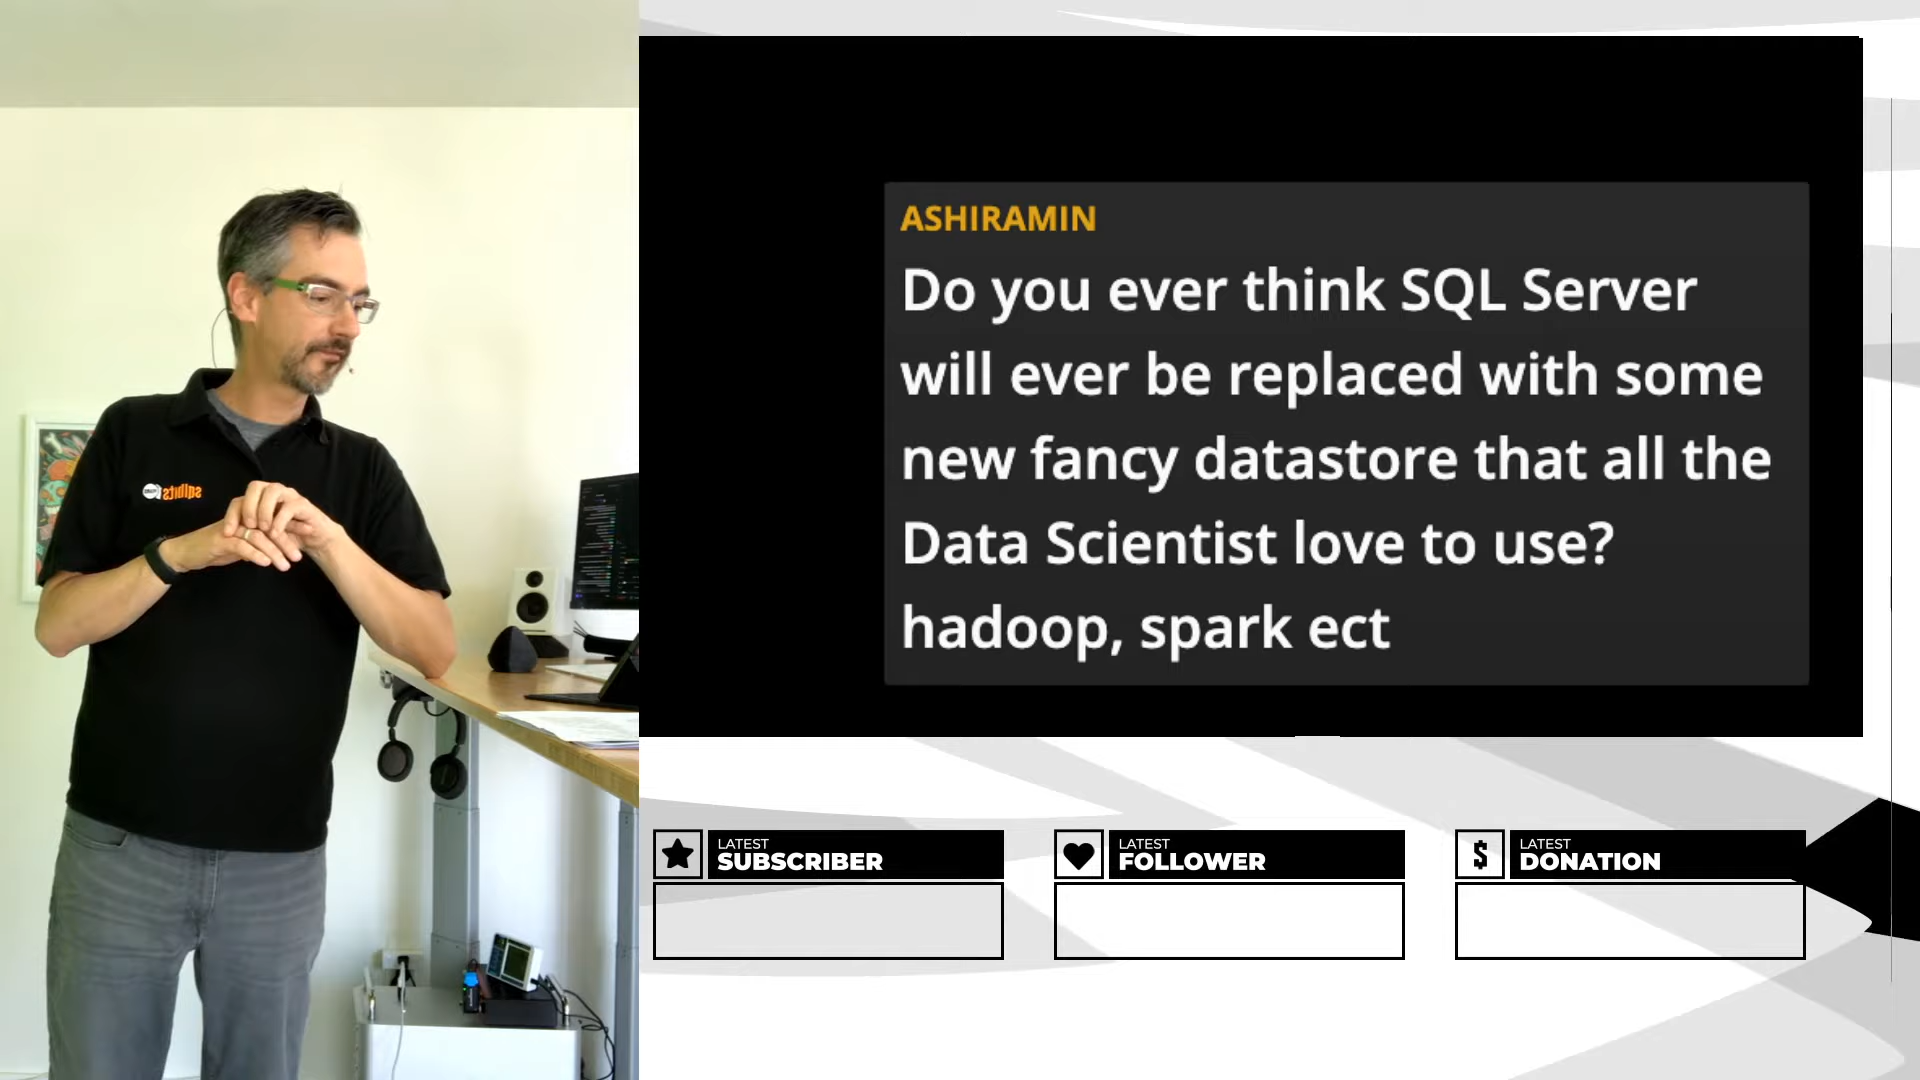 sqlbits
ASHIRAMIN
Do you ever think SQL Server
will ever be replaced with some
new fancy datastore that all the
Data Scientist love to use?
hadoop, spark ect
LATEST
SUBSCRIBER
LATEST
FOLLOWER
$
LATEST
DONATION